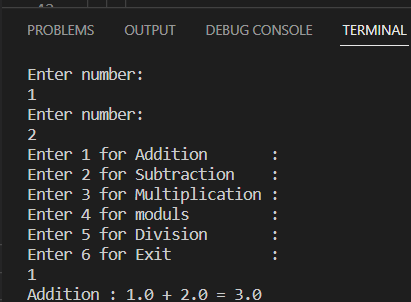 PROBLEMS OUTPUT DEBUG CONSOLE TERMINAL
Enter number:
1
Enter number:
2
Enter 1 for Addition       :
Enter 2 for Subtraction    :
Enter 3 for Multiplication :
Enter 4 for moduls         :
Enter 5 for Division       :
Enter 6 for Exit           :
1
Addition : 1.0 + 2.0 = 3.0